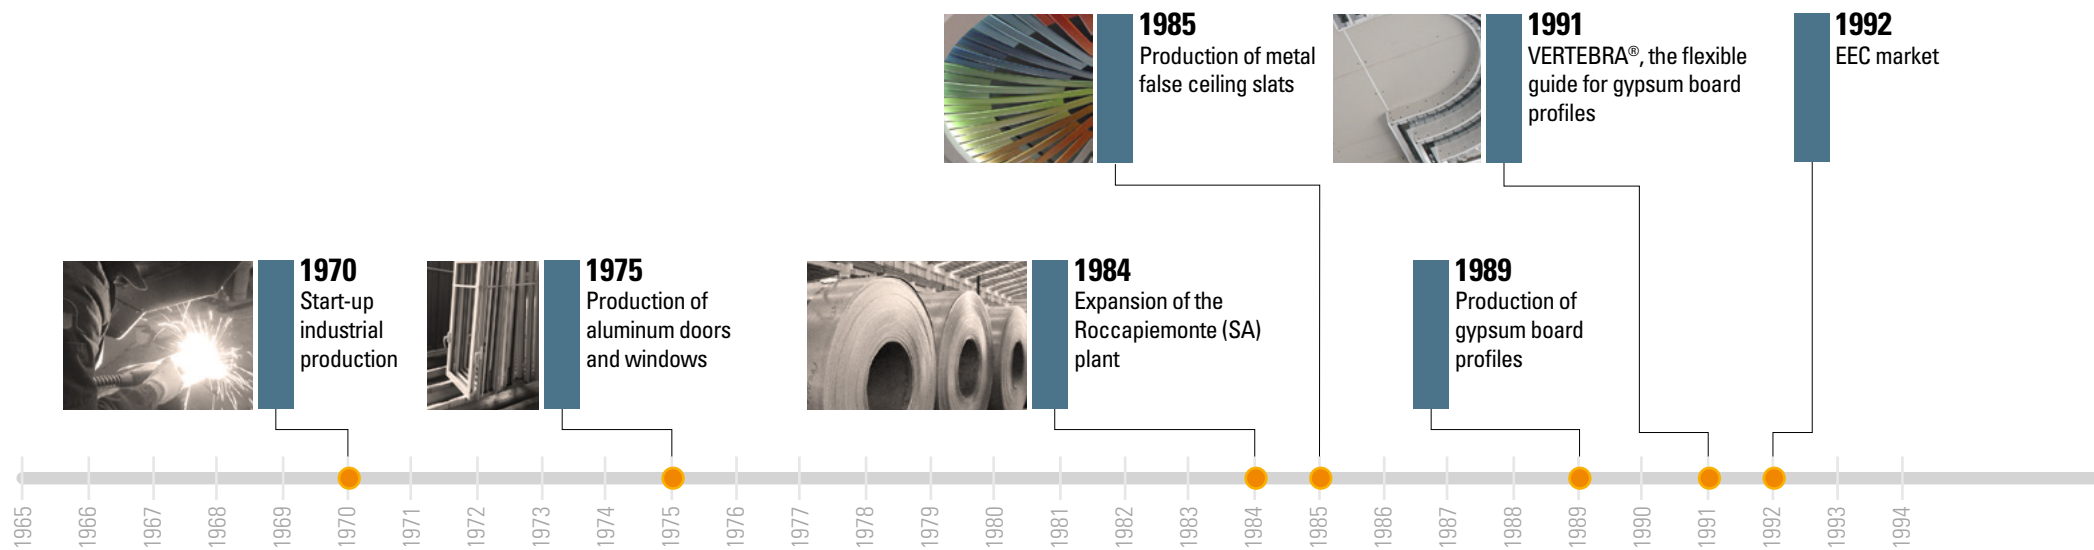 1985
Production of metal
false ceiling slats
1991
VERTEBRA®, the flexible
guide for gypsum board
profiles
1992
EEC market
1970
Start-up
industrial
production
1975
Production of
aluminum doors
and windows
1984
Expansion of the
Roccapiemonte (SA)
plant
1989
Production of
gypsum board
profiles
1965
1966
1967
1968
1969
1970
1971
1972
1973
1974
1975
1976
1977
1978
1979
1980
1981
1982
1983
1984
1985
1986
1987
1988
1989
1990
1991
1992
1993
1994